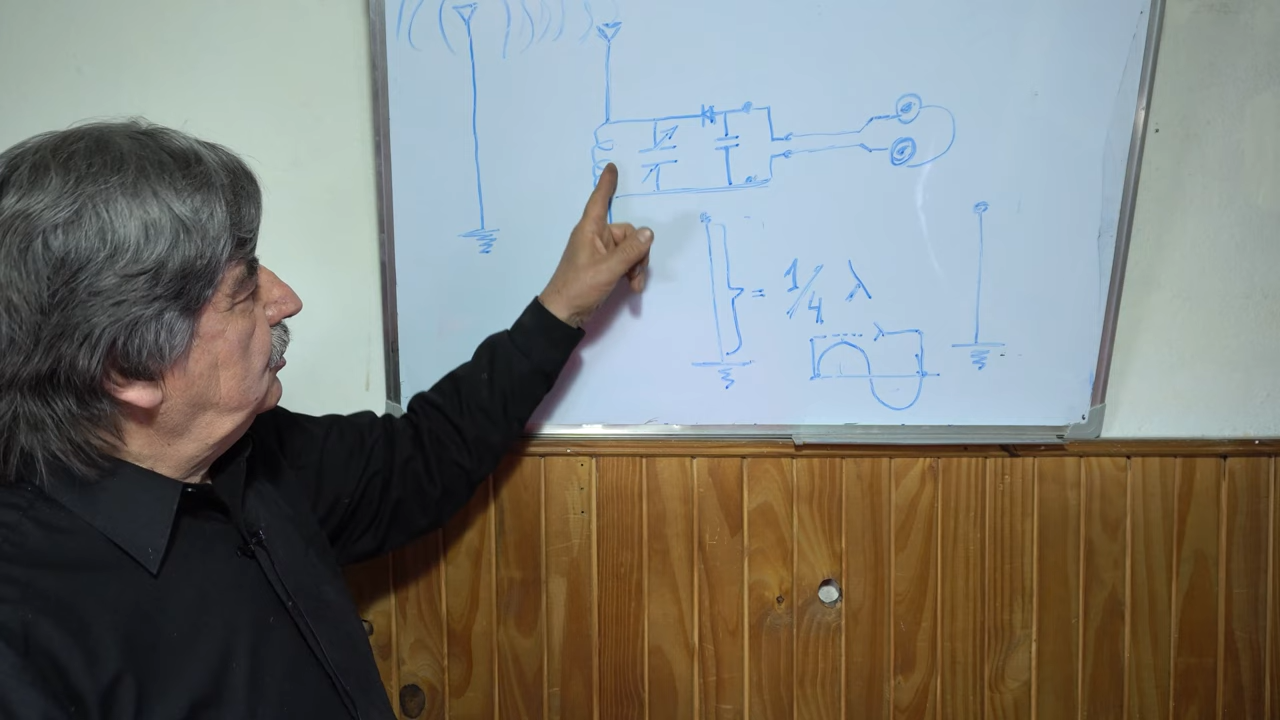 = 1/4 λ
λ